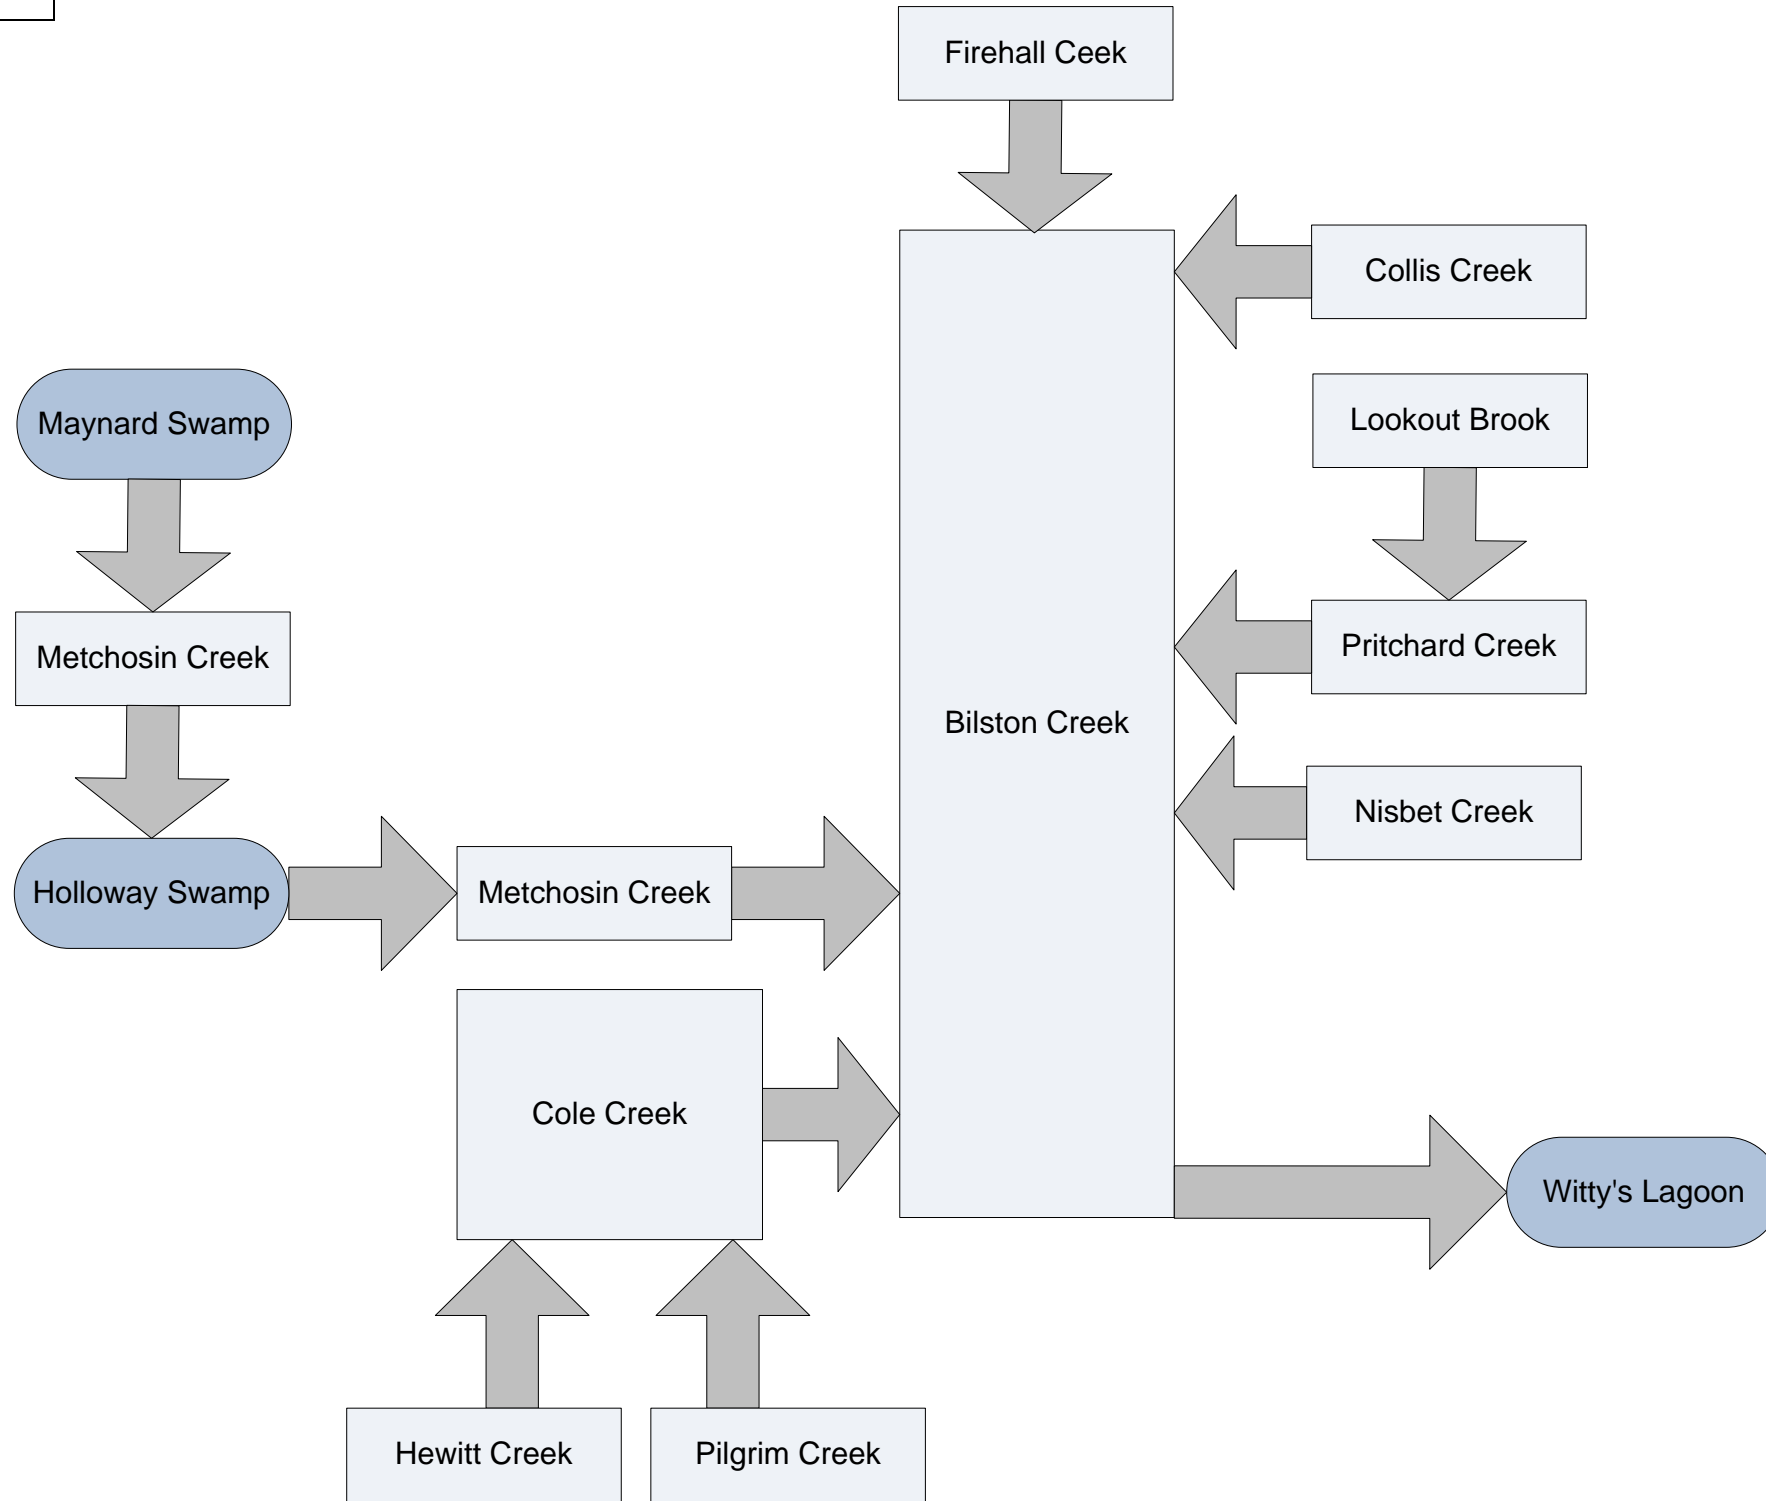 Firehall Ceek
Collis Creek
Maynard Swamp
Lookout Brook
Metchosin Creek
Pritchard Creek
Bilston Creek
Nisbet Creek
Holloway Swamp
Metchosin Creek
Cole Creek
Witty's Lagoon
Hewitt Creek
Pilgrim Creek